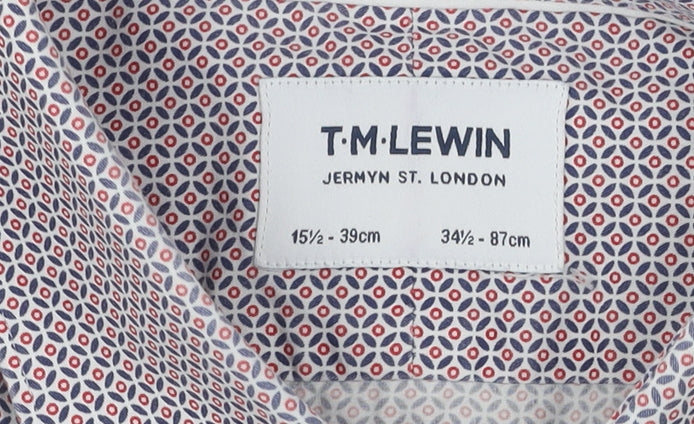 T·M·LEWIN
JERMYN ST. LONDON
15½ - 39cm 34½ - 87cm